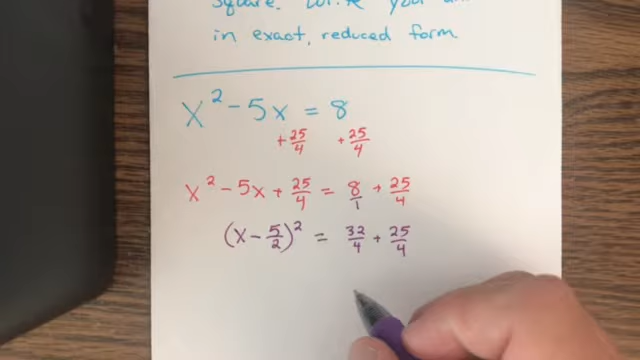 square.
in exact, reduced form
x² - 5x = 8
+ 25/4 + 25/4
x² - 5x + 25/4 = 8/1 + 25/4
(x - 5/2)² = 32/4 + 25/4